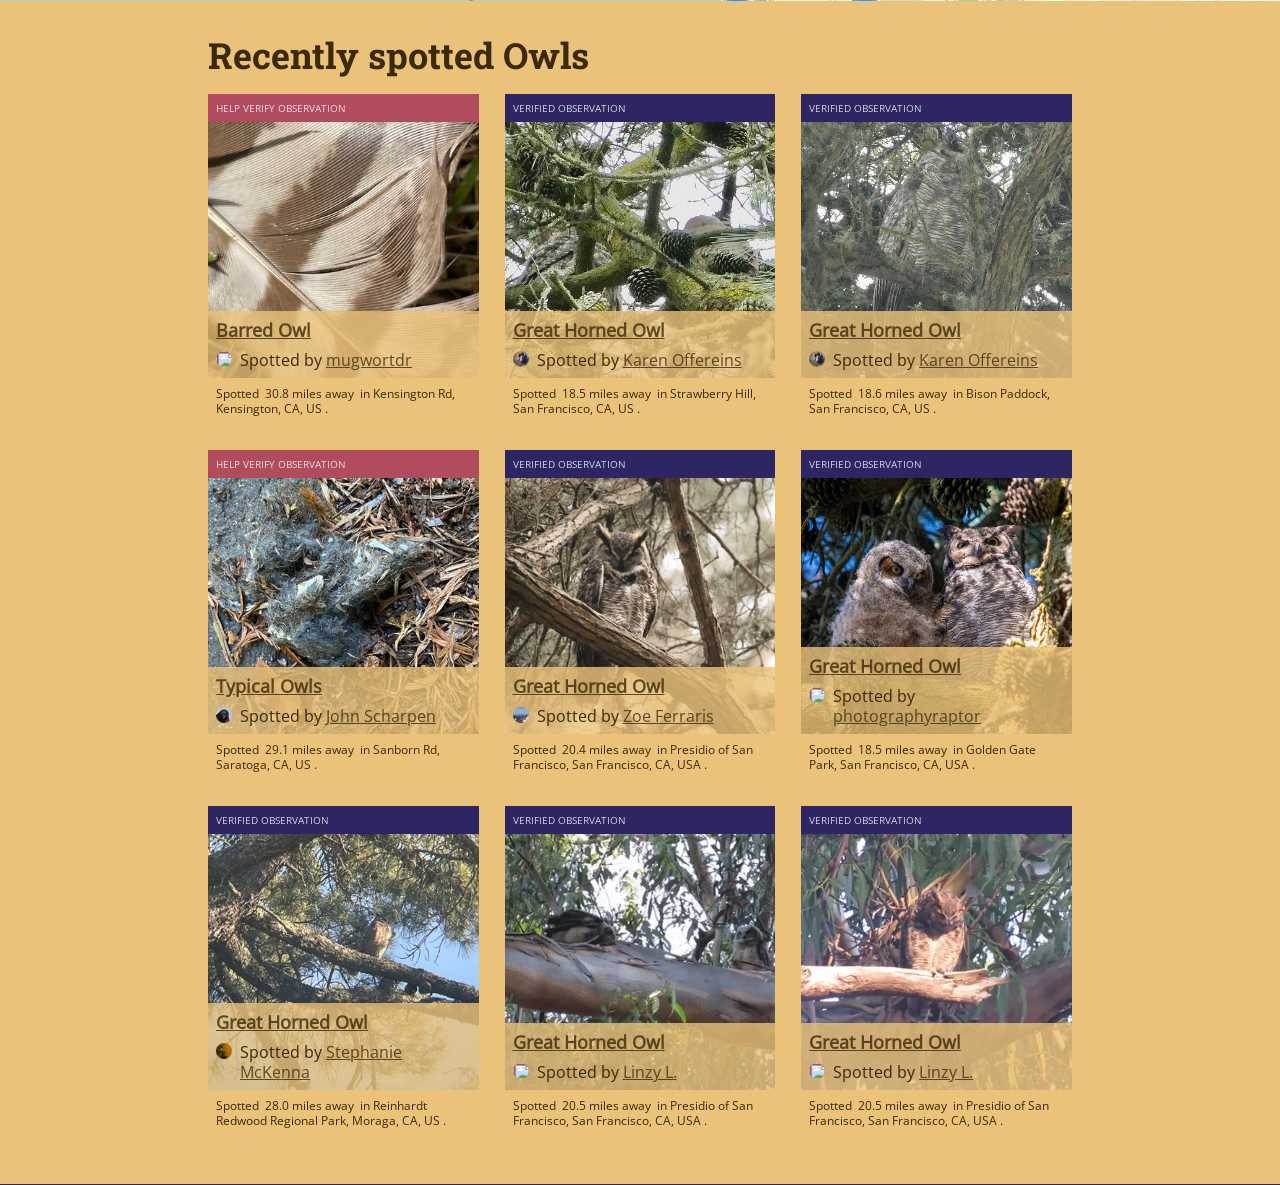 Recently spotted Owls
HELP VERIFY OBSERVATION
Barred Owl
Spotted by mugwortdr
Spotted 30.8 miles away in Kensington Rd,
Kensington, CA, US .
VERIFIED OBSERVATION
Great Horned Owl
Spotted by Karen Offereins
Spotted 18.5 miles away in Strawberry Hill,
San Francisco, CA, US .
VERIFIED OBSERVATION
Great Horned Owl
Spotted by Karen Offereins
Spotted 18.6 miles away in Bison Paddock,
San Francisco, CA, US .
HELP VERIFY OBSERVATION
Typical Owls
Spotted by John Scharpen
Spotted 29.1 miles away in Sanborn Rd,
Saratoga, CA, US .
VERIFIED OBSERVATION
Great Horned Owl
Spotted by Zoe Ferraris
Spotted 20.4 miles away in Presidio of San
Francisco, San Francisco, CA, USA .
VERIFIED OBSERVATION
Great Horned Owl
Spotted by
photographyraptor
Spotted 18.5 miles away in Golden Gate
Park, San Francisco, CA, USA .
VERIFIED OBSERVATION
Great Horned Owl
Spotted by Stephanie
McKenna
Spotted 28.0 miles away in Reinhardt
Redwood Regional Park, Moraga, CA, US .
VERIFIED OBSERVATION
Great Horned Owl
Spotted by Linzy L.
Spotted 20.5 miles away in Presidio of San
Francisco, San Francisco, CA, USA .
VERIFIED OBSERVATION
Great Horned Owl
Spotted by Linzy L.
Spotted 20.5 miles away in Presidio of San
Francisco, San Francisco, CA, USA .